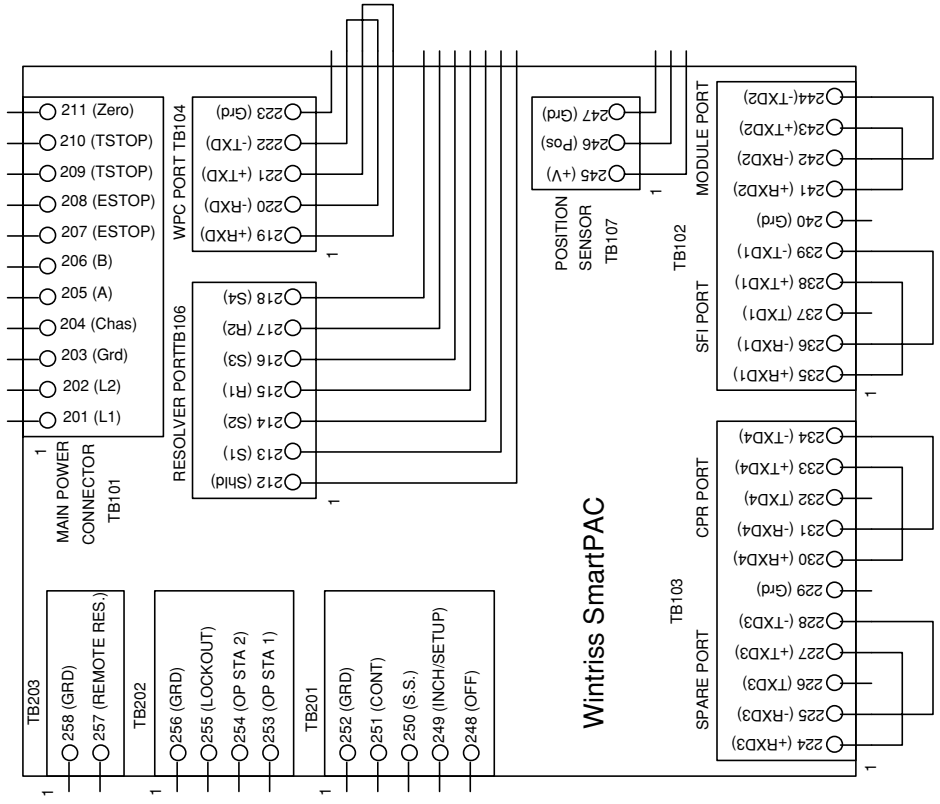 211 (Zero)
210 (TSTOP)
209 (TSTOP)
208 (ESTOP)
207 (ESTOP)
206 (B)
205 (A)
204 (Chas)
203 (Grd)
202 (L2)
201 (L1)
1
MAIN POWER
CONNECTOR
TB101
WPC PORT TB104
223 (Grd)
222 (-TXD)
221 (+TXD)
220 (-RXD)
219 (+RXD)
1
RESOLVER PORTTB106
218 (S4)
217 (R2)
216 (S3)
215 (R1)
214 (S2)
213 (S1)
212 (Shld)
1
247 (Grd)
246 (Pos)
245 (+V)
1
POSITION
SENSOR
TB107
TB102
MODULE PORT
244(-TXD2)
243(+TXD2)
242 (-RXD2)
241 (+RXD2)
240 (Grd)
SFI PORT
239 (-TXD1)
238 (+TXD1)
237 (TXD1)
236 (-RXD1)
235 (+RXD1)
1
TB103
CPR PORT
234 (-TXD4)
233 (+TXD4)
232 (TXD4)
231 (-RXD4)
230 (+RXD4)
229 (Grd)
SPARE PORT
228 (-TXD3)
227 (+TXD3)
226 (TXD3)
225 (-RXD3)
224 (+RXD3)
1
Wintriss SmartPAC
TB203
258 (GRD)
257 (REMOTE RES.)
1
TB202
256 (GRD)
255 (LOCKOUT)
254 (OP STA 2)
253 (OP STA 1)
1
TB201
252 (GRD)
251 (CONT)
250 (S.S.)
249 (INCH/SETUP)
248 (OFF)
1